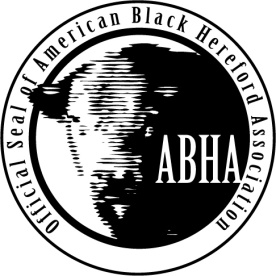 Official Seal of American Black Hereford Association
ABHA